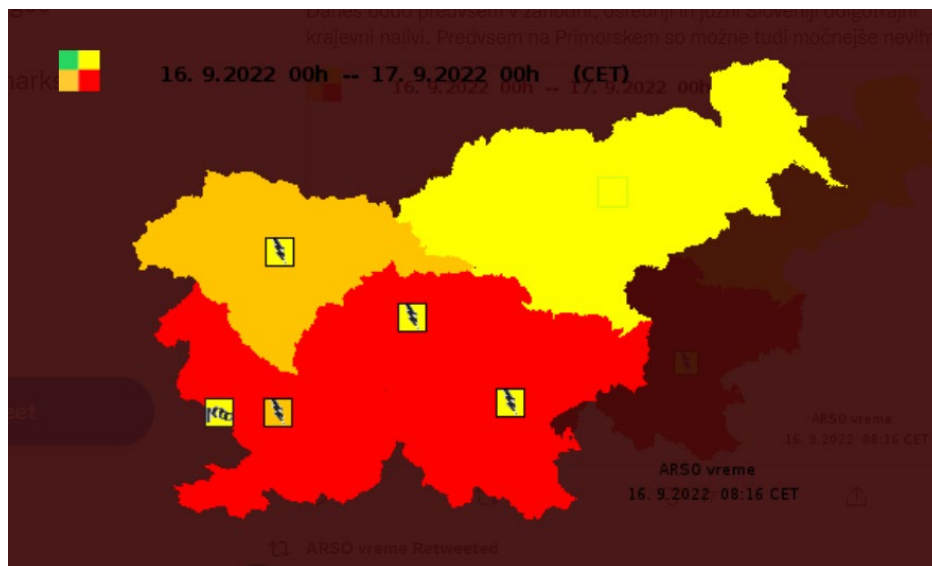 Danes bodo predvsem v zahodni, osrednji in južni Sloveniji dolgotrajni
krajevni nalivi. Predvsem na Primorskem so možne tudi močnejše neviht
16. 9.2022 00h -- 17. 9.2022 00h (CET)
16. 9.2022 00h -- 17. 9.2022 00h
ARSO vreme
16. 9.2022 08:16 CET
ARSO vreme
16. 9.2022 08:16 CET
ARSO vreme Retweeted